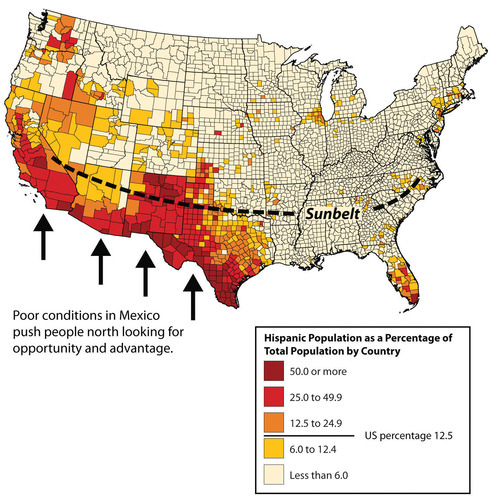 Sunbelt
Poor conditions in Mexico
push people north looking for
opportunity and advantage.
Hispanic Population as a Percentage of
Total Population by Country
50.0 or more
25.0 to 49.9
12.5 to 24.9
US percentage 12.5
6.0 to 12.4
Less than 6.0